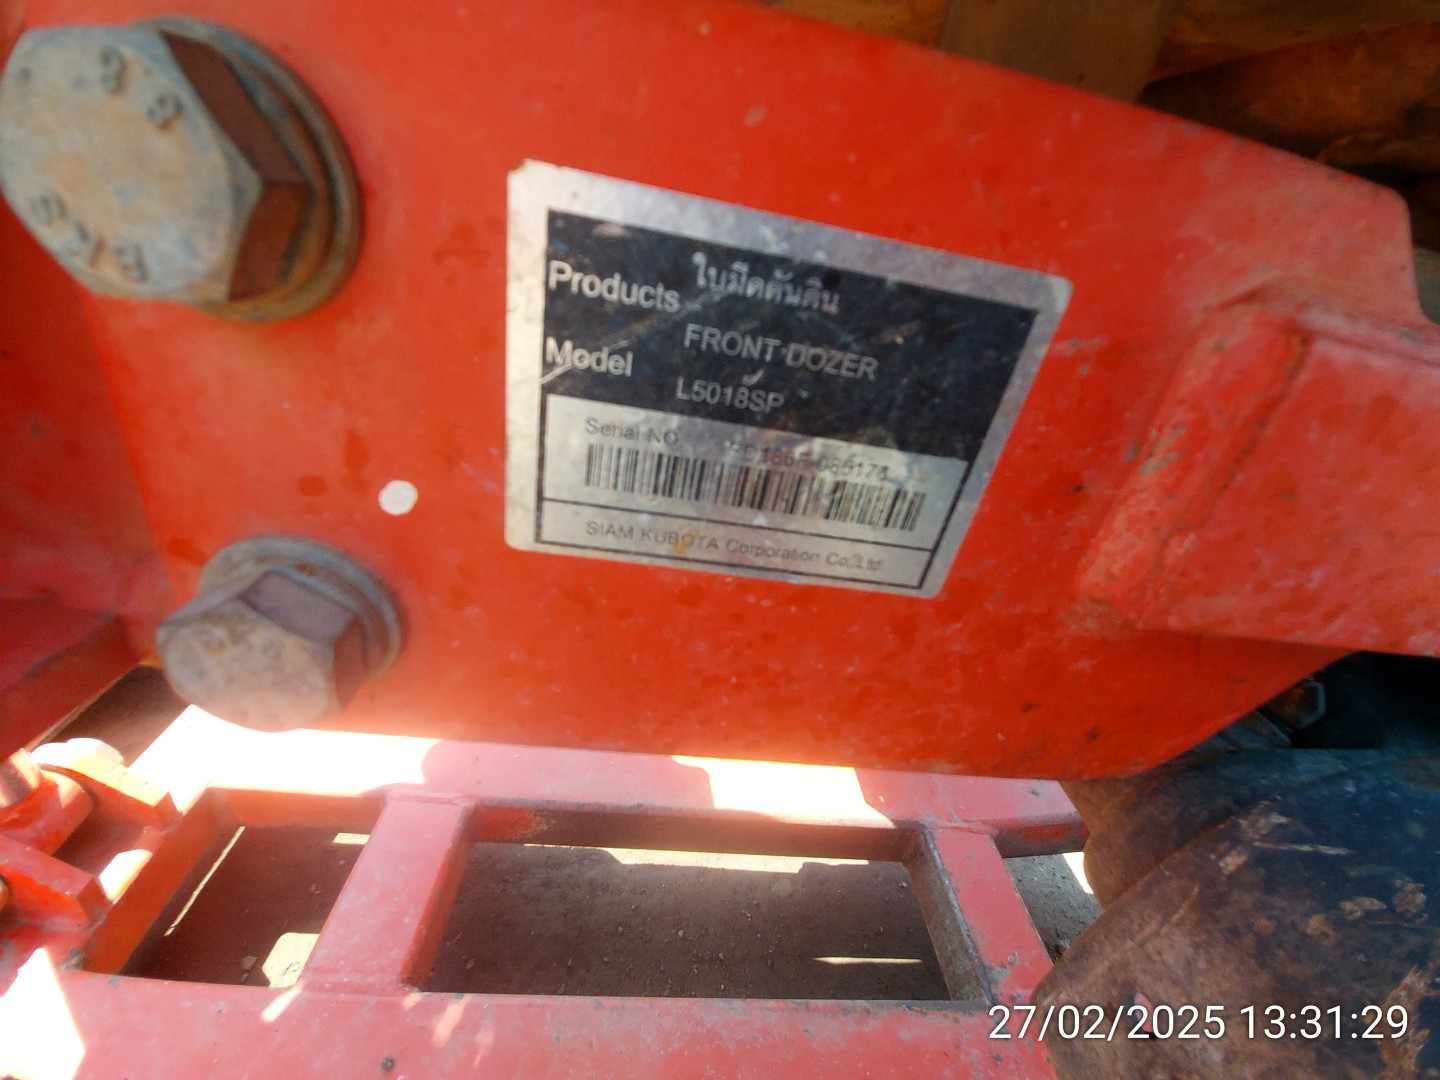 Products ใบมีดดันดิน
FRONT DOZER
Model L5018SP
Serial NO.
SIAM KUBOTA Corporation Co.,Ltd
27/02/2025 13:31:29